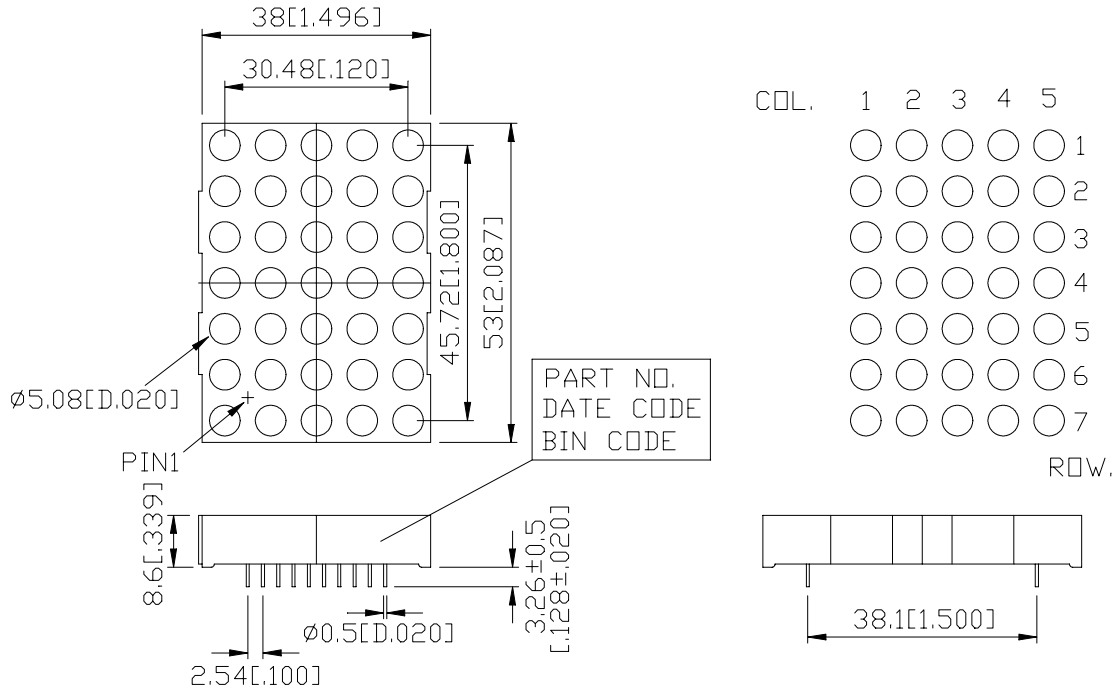 38[1.496]
30.48[.120]
45.72[1.800]
53[2.087]
ø5.08[D.020]
PIN1
PART NO.
DATE CODE
BIN CODE
COL. 1 2 3 4 5
1
2
3
4
5
6
7
ROW.
8.6[.339]
3.26±0.5
[.128±.020]
ø0.5[D.020]
2.54[.100]
38.1[1.500]